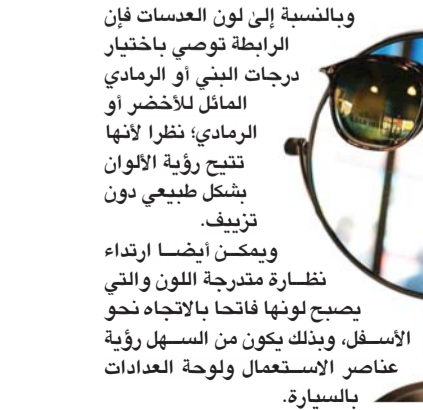 وبالنسبة إلى لون العدسات فإن
الرابطة توصي باختيار
درجات البني أو الرمادي
المائل للأخضر أو
الرمادي؛ نظرا لأنها
تتيح رؤية الألوان
بشكل طبيعي دون
تزييف.
ويمكن أيضا ارتداء
نظارة متدرجة اللون والتي
يصبح لونها فاتحا بالاتجاه نحو
الأسفل، وبذلك يكون من السهل رؤية
عناصر الاستعمال ولوحة العدادات
بالسيارة.